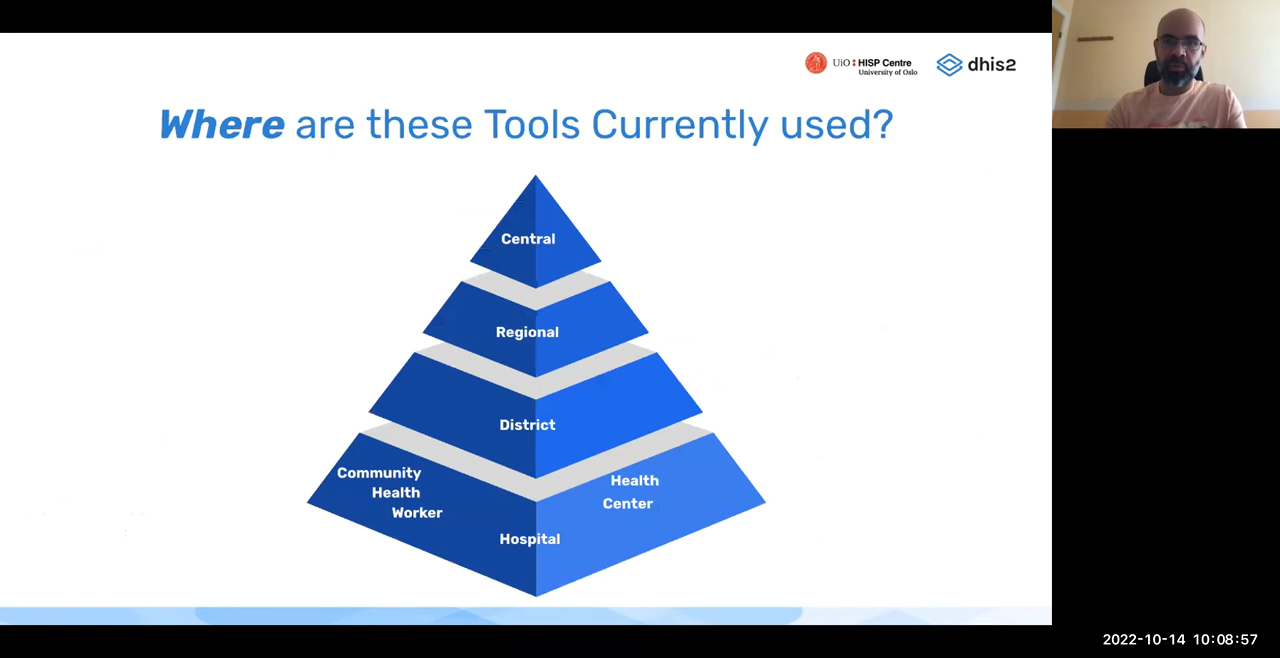 UiO:HISP Centre
University of Oslo
dhis2
Where are these Tools Currently used?
Central
Regional
District
Community
Health
Worker
Health
Center
Hospital
2022-10-14 10:08:57